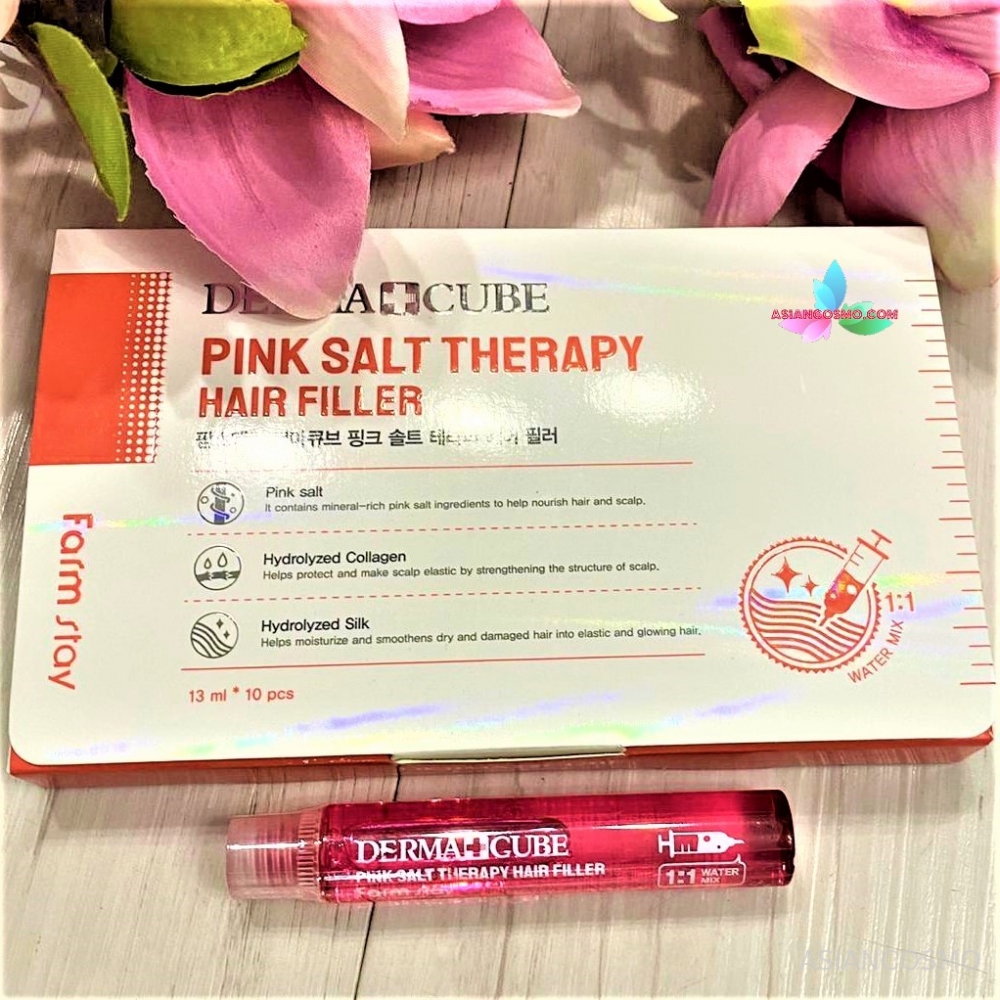 DERMA CUBE
ASIANCOSMO.COM
PINK SALT THERAPY
HAIR FILLER
큐브 핑크 솔트 필러
Pink salt
It contains mineral-rich pink salt ingredients to help nourish hair and scalp.
Hydrolyzed Collagen
Helps protect and make scalp elastic by strengthening the structure of scalp.
Hydrolyzed Silk
Helps moisturize and smoothens dry and damaged hair into elastic and glowing hair.
13 ml * 10 pcs
Farm stay
1:1
WATER MIX
DERMA CUBE
PINK SALT THERAPY HAIR FILLER
Farm stay
1:1 WATER
MIX
ASIANCOSMO